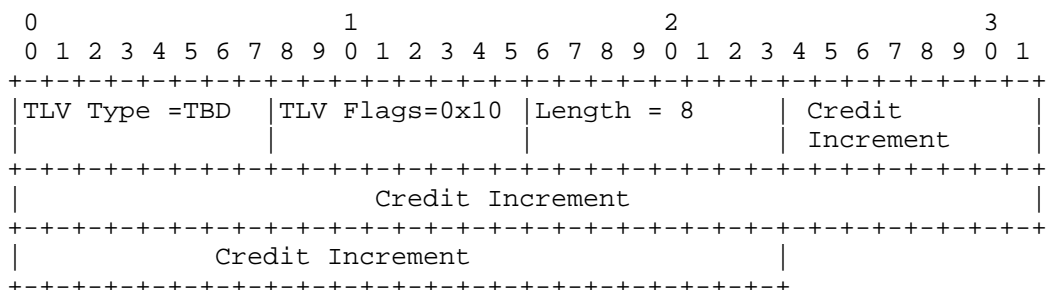 0                   1                   2                   3
 0 1 2 3 4 5 6 7 8 9 0 1 2 3 4 5 6 7 8 9 0 1 2 3 4 5 6 7 8 9 0 1
+-+-+-+-+-+-+-+-+-+-+-+-+-+-+-+-+-+-+-+-+-+-+-+-+-+-+-+-+-+-+-+-+
|TLV Type =TBD  |TLV Flags=0x10 |Length = 8     | Credit        |
|               |               |               | Increment     |
+-+-+-+-+-+-+-+-+-+-+-+-+-+-+-+-+-+-+-+-+-+-+-+-+-+-+-+-+-+-+-+-+
|                      Credit Increment                         |
+-+-+-+-+-+-+-+-+-+-+-+-+-+-+-+-+-+-+-+-+-+-+-+-+-+-+-+-+-+-+-+-+
|            Credit Increment                   |
+-+-+-+-+-+-+-+-+-+-+-+-+-+-+-+-+-+-+-+-+-+-+-+-+